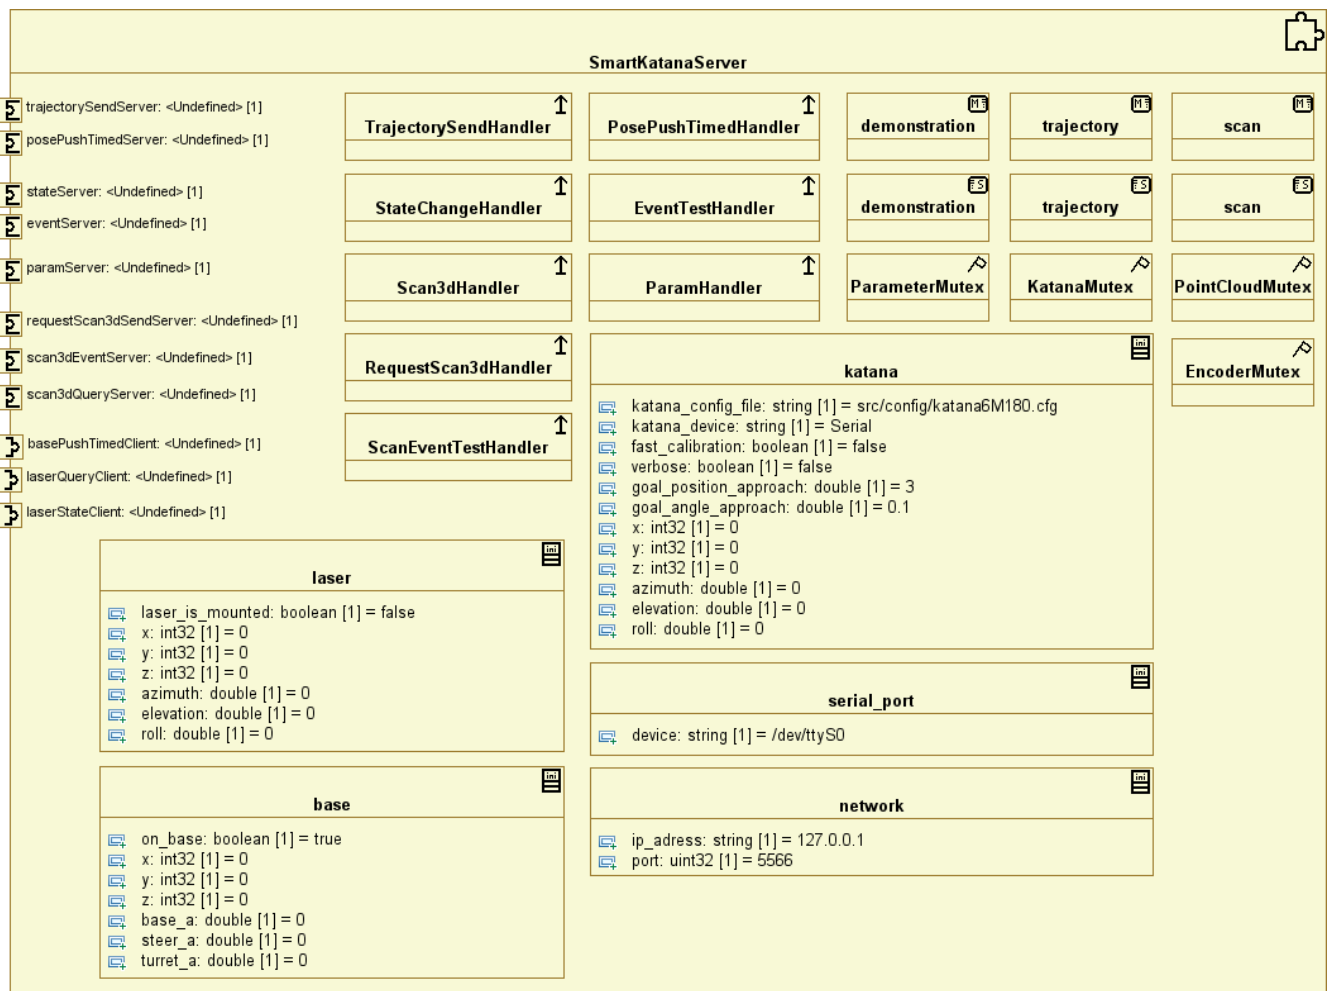 SmartKatanaServer
trajectorySendServer: <Undefined> [1]
posePushTimedServer: <Undefined> [1]
stateServer: <Undefined> [1]
eventServer: <Undefined> [1]
paramServer: <Undefined> [1]
requestScan3dSendServer: <Undefined> [1]
scan3dEventServer: <Undefined> [1]
scan3dQueryServer: <Undefined> [1]
basePushTimedClient: <Undefined> [1]
laserQueryClient: <Undefined> [1]
laserStateClient: <Undefined> [1]
TrajectorySendHandler
PosePushTimedHandler
demonstration
trajectory
scan
StateChangeHandler
EventTestHandler
demonstration
trajectory
scan
Scan3dHandler
ParamHandler
ParameterMutex
KatanaMutex
PointCloudMutex
RequestScan3dHandler
EncoderMutex
ScanEventTestHandler
katana
katana_config_file: string [1] = src/config/katana6M180.cfg
katana_device: string [1] = Serial
fast_calibration: boolean [1] = false
verbose: boolean [1] = false
goal_position_approach: double [1] = 3
goal_angle_approach: double [1] = 0.1
x: int32 [1] = 0
y: int32 [1] = 0
z: int32 [1] = 0
azimuth: double [1] = 0
elevation: double [1] = 0
roll: double [1] = 0
laser
laser_is_mounted: boolean [1] = false
x: int32 [1] = 0
y: int32 [1] = 0
z: int32 [1] = 0
azimuth: double [1] = 0
elevation: double [1] = 0
roll: double [1] = 0
serial_port
device: string [1] = /dev/ttyS0
base
on_base: boolean [1] = true
x: int32 [1] = 0
y: int32 [1] = 0
z: int32 [1] = 0
base_a: double [1] = 0
steer_a: double [1] = 0
turret_a: double [1] = 0
network
ip_adress: string [1] = 127.0.0.1
port: uint32 [1] = 5566